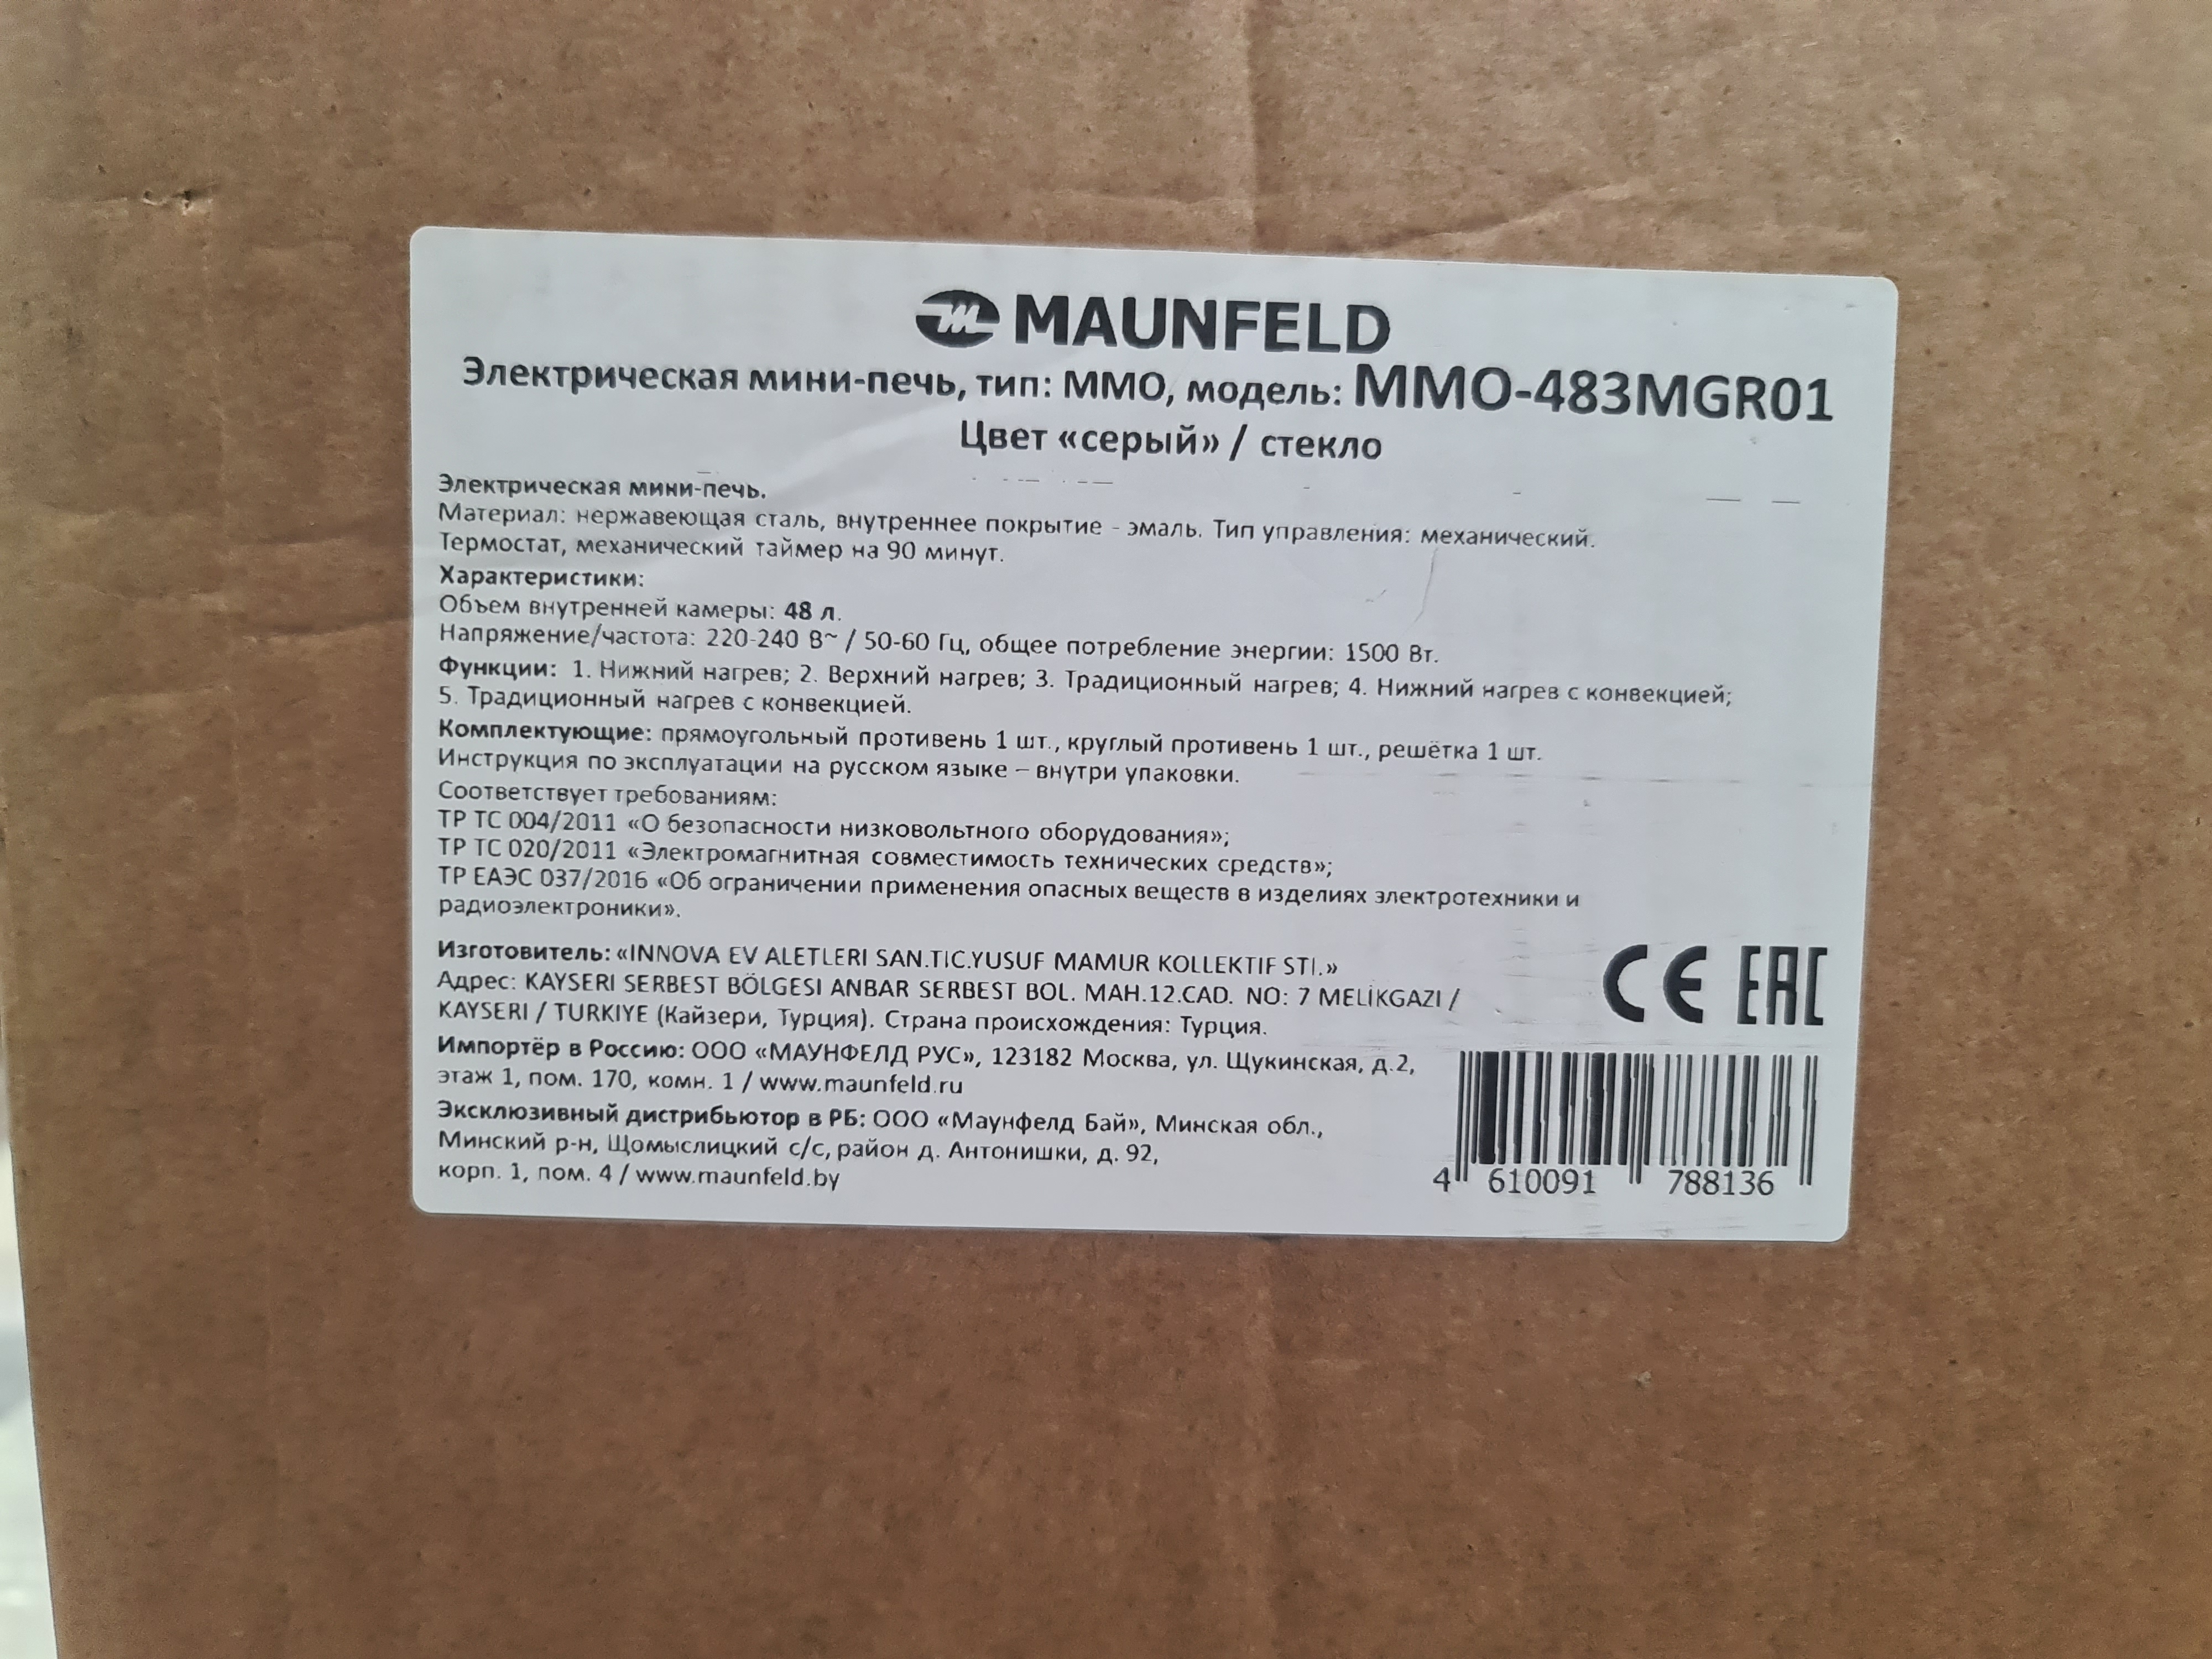 MAUNFELD
Электрическая мини-печь, тип: ММО, модель: MMO-483MGR01
Цвет «серый» / стекло
Электрическая мини-печь.
Материал: нержавеющая сталь, внутреннее покрытие - эмаль. Тип управления: механический.
Термостат, механический таймер на 90 минут.
Характеристики:
Объем внутренней камеры: 48 л.
Напряжение/частота: 220-240 В~ / 50-60 Гц, общее потребление энергии: 1500 Вт.
Функции: 1. Нижний нагрев; 2. Верхний нагрев; 3. Традиционный нагрев; 4. Нижний нагрев с конвекцией;
5. Традиционный нагрев с конвекцией.
Комплектующие: прямоугольный противень 1 шт., круглый противень 1 шт., решётка 1 шт.
Инструкция по эксплуатации на русском языке – внутри упаковки.
Соответствует требованиям:
ТР ТС 004/2011 «О безопасности низковольтного оборудования»;
ТР ТС 020/2011 «Электромагнитная совместимость технических средств»;
ТР ЕАЭС 037/2016 «Об ограничении применения опасных веществ в изделиях электротехники и
радиоэлектроники».
Изготовитель: «INNOVA EV ALETLERI SAN.TIC.YUSUF MAMUR KOLLEKTIF STI.»
Адрес: KAYSERI SERBEST BÖLGESI ANBAR SERBEST BOL. MAH.12.CAD. NO: 7 MELİKGAZI /
KAYSERI / TURKIYE (Кайзери, Турция). Страна происхождения: Турция.
CE EAC
Импортёр в Россию: ООО «МАУНФЕЛД РУС», 123182 Москва, ул. Щукинская, д.2,
этаж 1, пом. 170, комн. 1 / www.maunfeld.ru
Эксклюзивный дистрибьютор в РБ: ООО «Маунфелд Бай», Минская обл.,
Минский р-н, Щомыслицкий с/с, район д. Антонишки, д. 92,
корп. 1, пом. 4 / www.maunfeld.by
4 610091 788136